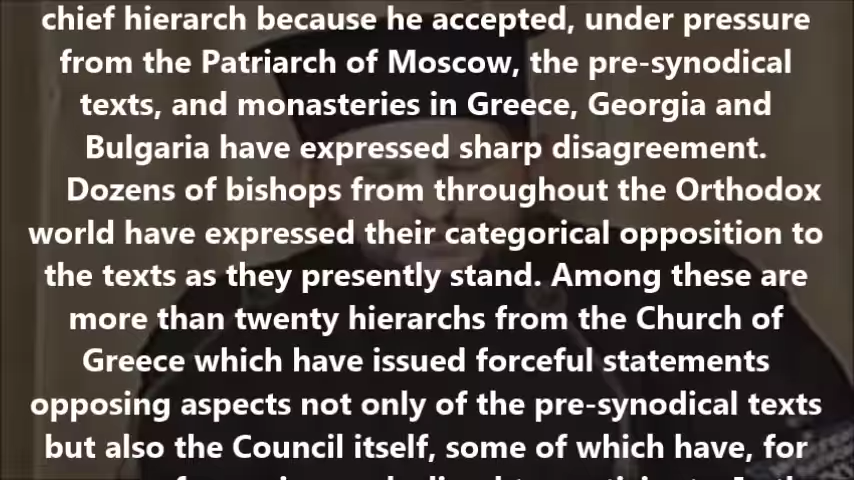 chief hierarch because he accepted, under pressure
from the Patriarch of Moscow, the pre-synodical
texts, and monasteries in Greece, Georgia and
Bulgaria have expressed sharp disagreement.
Dozens of bishops from throughout the Orthodox
world have expressed their categorical opposition to
the texts as they presently stand. Among these are
more than twenty hierarchs from the Church of
Greece which have issued forceful statements
opposing aspects not only of the pre-synodical texts
but also the Council itself, some of which have, for